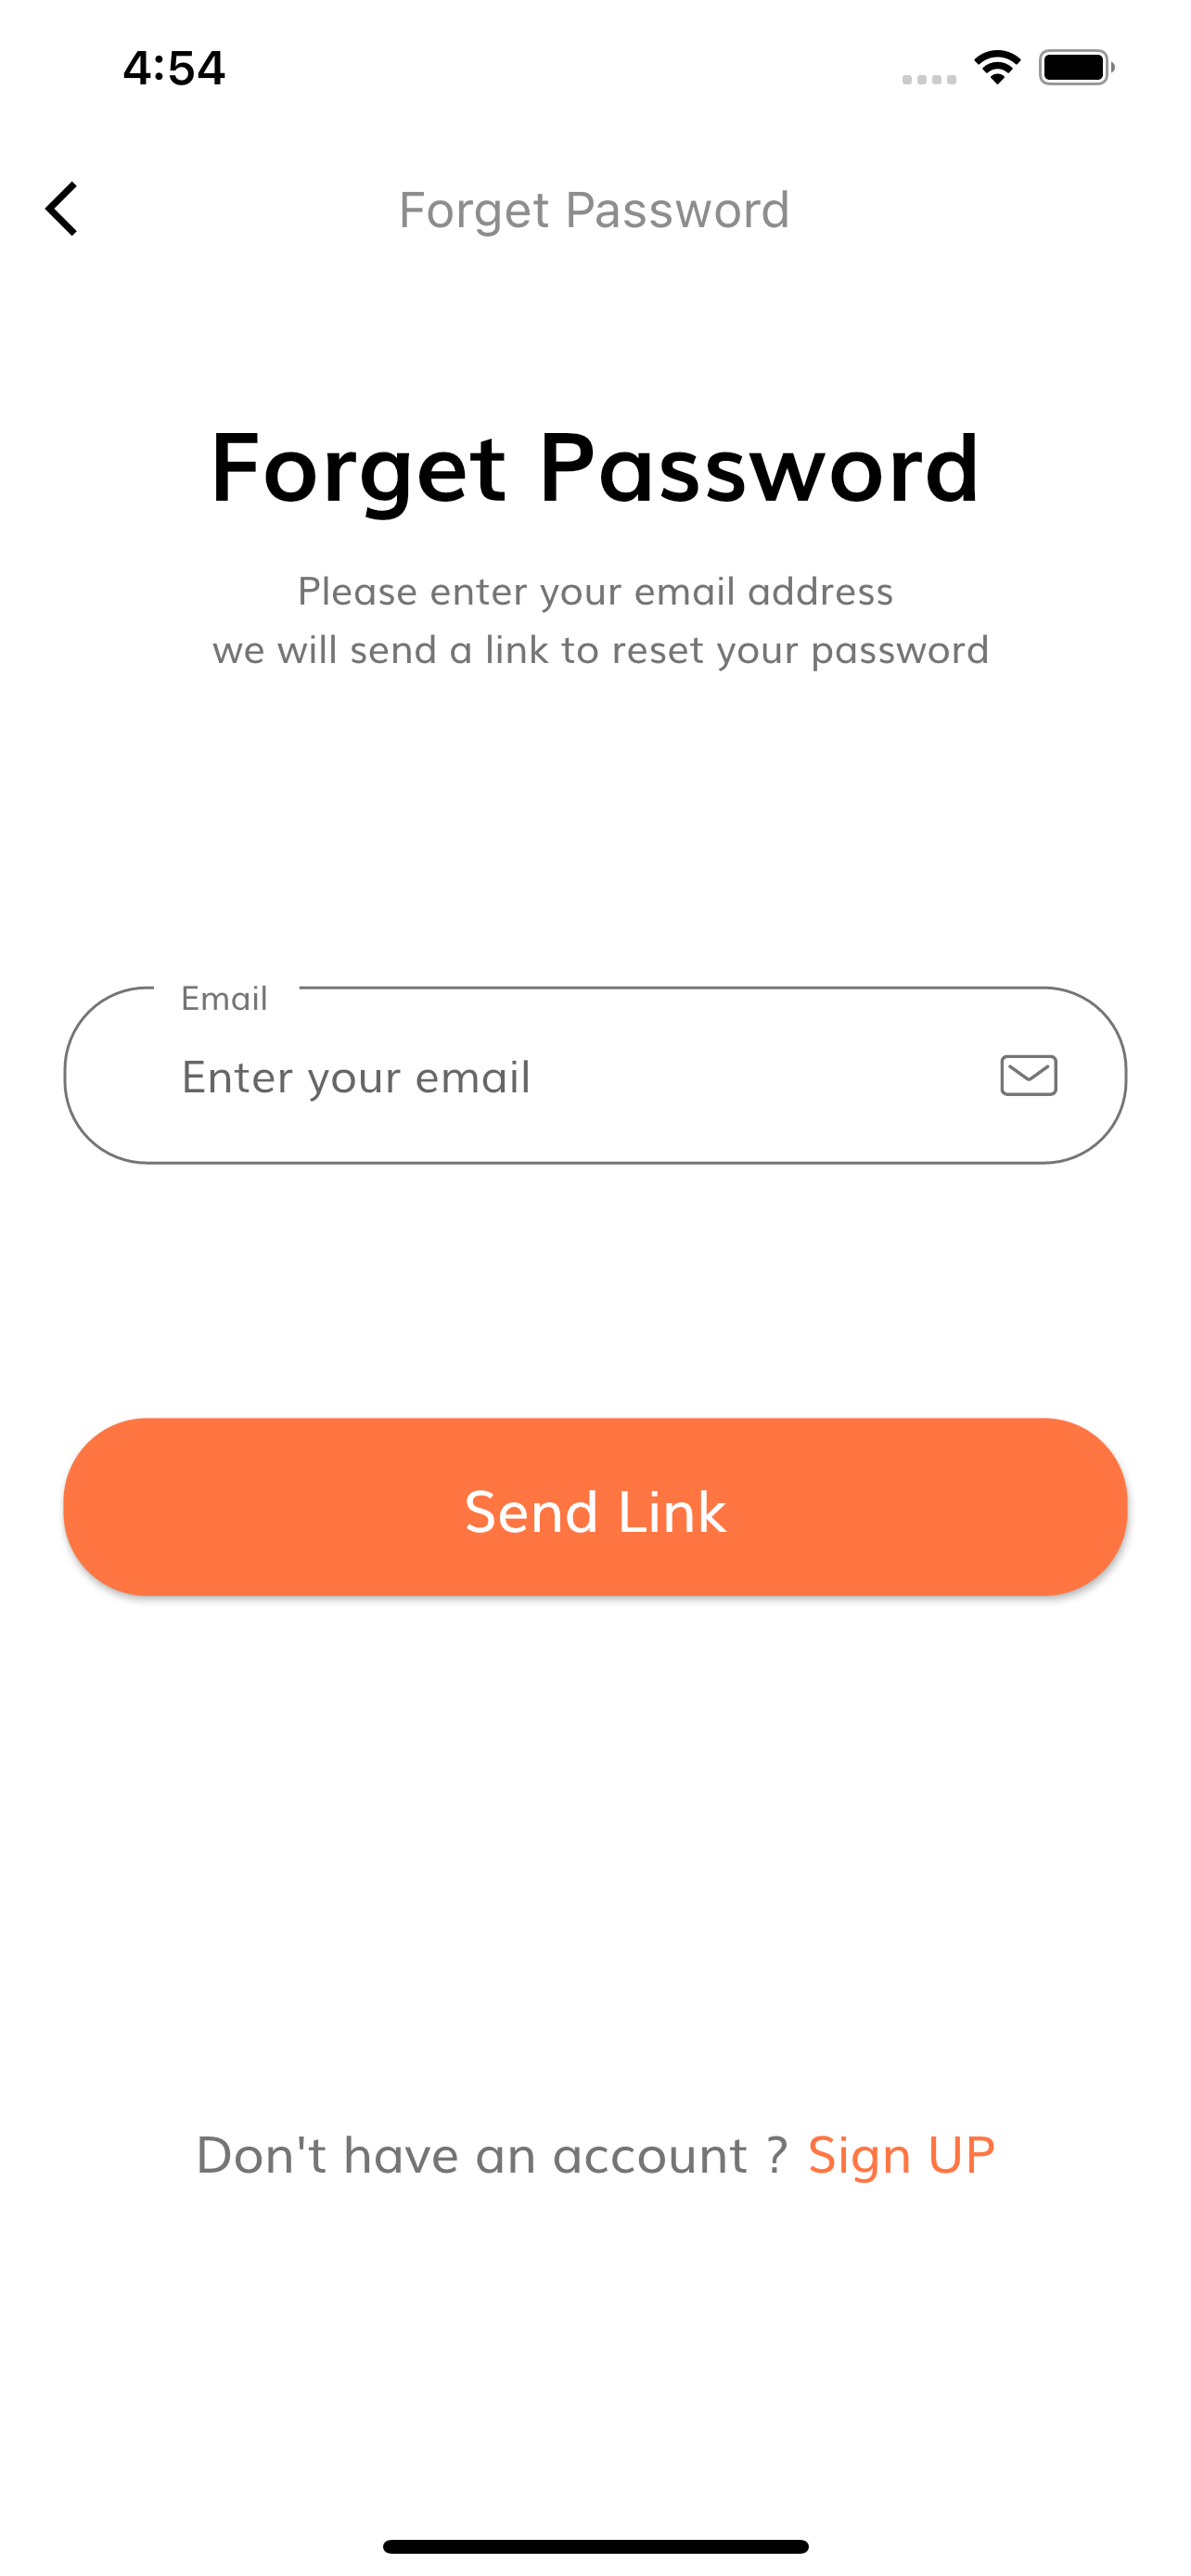 4:54
Forget Password
Forget Password
Please enter your email address
we will send a link to reset your password
Email
Enter your email
Send Link
Don't have an account ? Sign UP